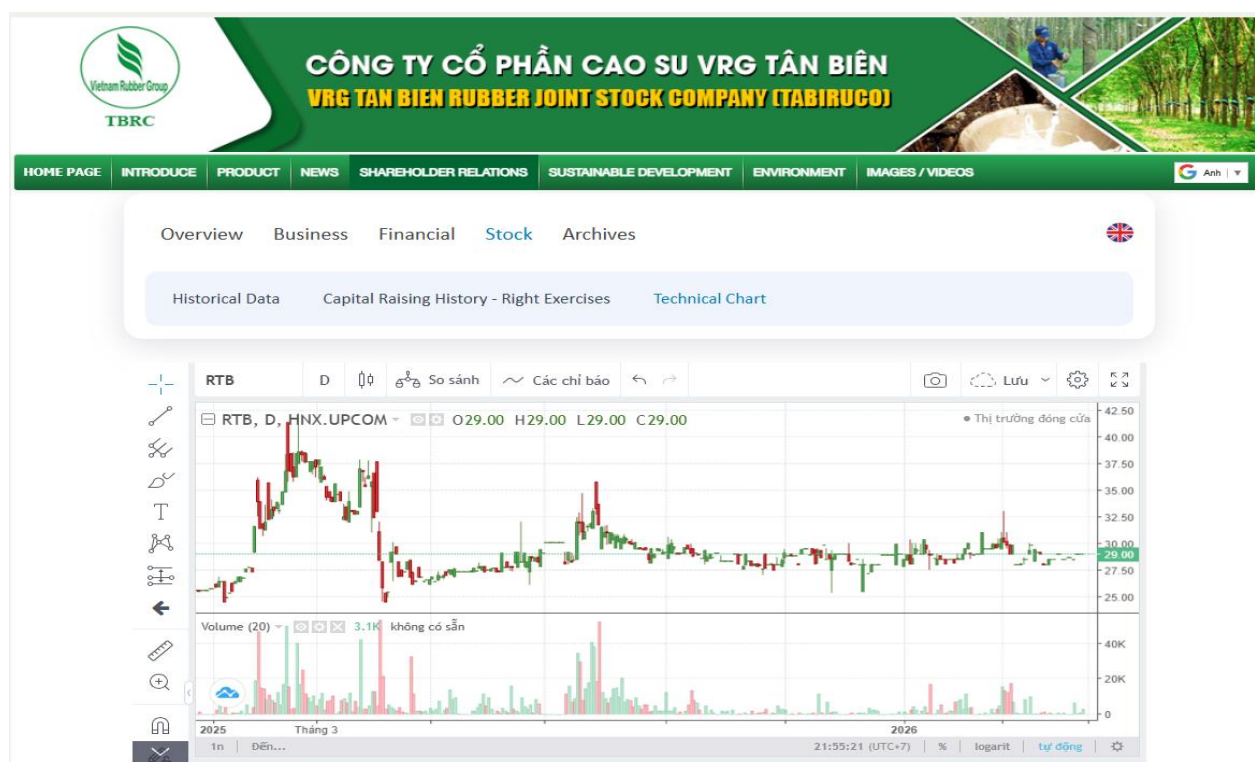 Vietnam Rubber Group
TBRC
CÔNG TY CỔ PHẦN CAO SU VRG TÂN BIÊN
VRG TAN BIEN RUBBER JOINT STOCK COMPANY (TABIRUCO)
HOME PAGE INTRODUCE PRODUCT NEWS SHAREHOLDER RELATIONS SUSTAINABLE DEVELOPMENT ENVIRONMENT IMAGES / VIDEOS G Anh
Overview Business Financial Stock Archives
Historical Data Capital Raising History - Right Exercises Technical Chart
RTB D So sánh Các chỉ báo Lưu
RTB, D, HNX.UPCOM O29.00 H29.00 L29.00 C29.00 Thị trường đóng cửa
42.50
40.00
37.50
35.00
32.50
30.00
29.00
27.50
25.00
Volume (20) 3.1K không có sẵn
40K
20K
0
2025 Tháng 3 2026
1n Đến... 21:55:21 (UTC+7) % logarit tự động